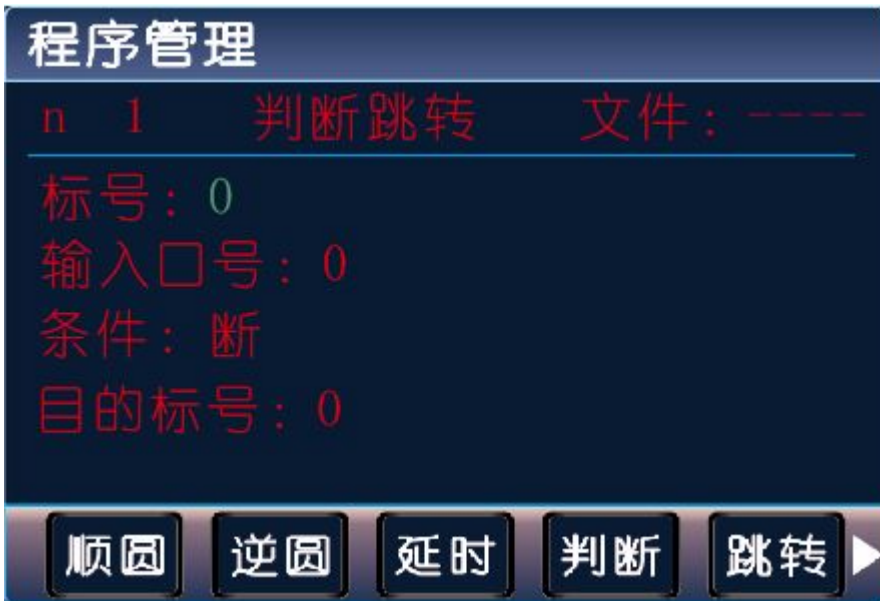 程序管理
n 1 判断跳转 文件：----
标号：0
输入口号：0
条件：断
目的标号：0
顺圆 逆圆 延时 判断 跳转